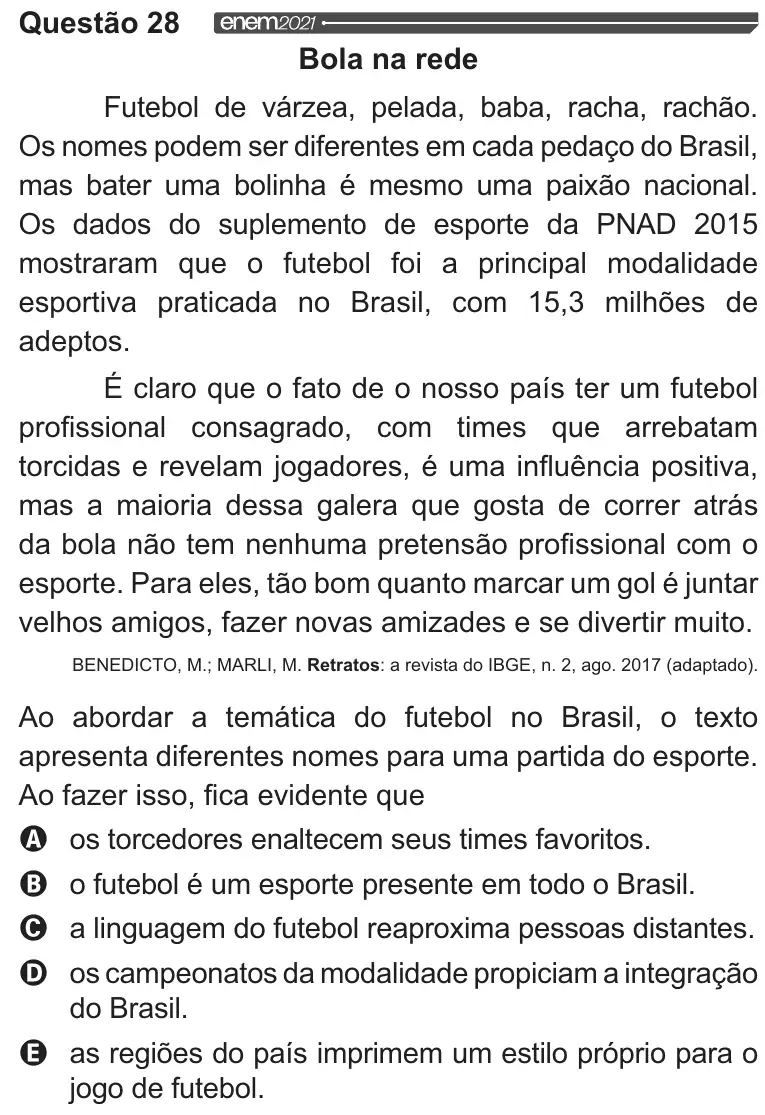 Questão 28 enem2021
Bola na rede
Futebol de várzea, pelada, baba, racha, rachão.
Os nomes podem ser diferentes em cada pedaço do Brasil,
mas bater uma bolinha é mesmo uma paixão nacional.
Os dados do suplemento de esporte da PNAD 2015
mostraram que o futebol foi a principal modalidade
esportiva praticada no Brasil, com 15,3 milhões de
adeptos.
É claro que o fato de o nosso país ter um futebol
profissional consagrado, com times que arrebatam
torcidas e revelam jogadores, é uma influência positiva,
mas a maioria dessa galera que gosta de correr atrás
da bola não tem nenhuma pretensão profissional com o
esporte. Para eles, tão bom quanto marcar um gol é juntar
velhos amigos, fazer novas amizades e se divertir muito.
BENEDICTO, M.; MARLI, M. Retratos: a revista do IBGE, n. 2, ago. 2017 (adaptado).
Ao abordar a temática do futebol no Brasil, o texto
apresenta diferentes nomes para uma partida do esporte.
Ao fazer isso, fica evidente que
A os torcedores enaltecem seus times favoritos.
B o futebol é um esporte presente em todo o Brasil.
C a linguagem do futebol reaproxima pessoas distantes.
D os campeonatos da modalidade propiciam a integração
do Brasil.
E as regiões do país imprimem um estilo próprio para o
jogo de futebol.